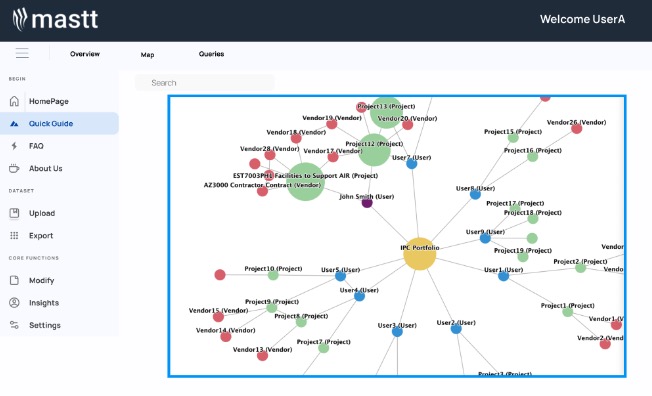 mastt
Welcome UserA
Overview
Map
Queries
BEGIN
HomePage
Quick Guide
FAQ
About Us
DATASET
Upload
Export
CORE FUNCTIONS
Modify
Insights
Settings
Search
Project13 (Project)
Vendor19 (Vendor)
Vendor20 (Vendor)
Vendor18 (Vendor)
Project12 (Project)
Vendor28 (Vendor)
Vendor17 (Vendor)
User7 (User)
Facilities to Support AIR (Project)
AZ3000 Contractor Contract (Vendor)
John Smith (User)
Project15 (Project)
Vendor26 (Vendor)
Project16 (Project)
User8 (User)
Project17 (Project)
Project18 (Project)
User9 (User)
Project19 (Project)
IPC Portfolio
Vendor
Project2 (Project)
Vendo
Project10 (Project)
User5 (User)
User1 (User)
User4 (User)
Project9 (Project)
Vendor15 (Vendor)
Project8 (Project)
Vendor14 (Vendor)
Vendor13 (Vendor)
Project7 (Project)
User3 (User)
User2 (User)
Project1 (Project)
Vendor1 (V
Vendor2 (Vend
Project3 (Project)